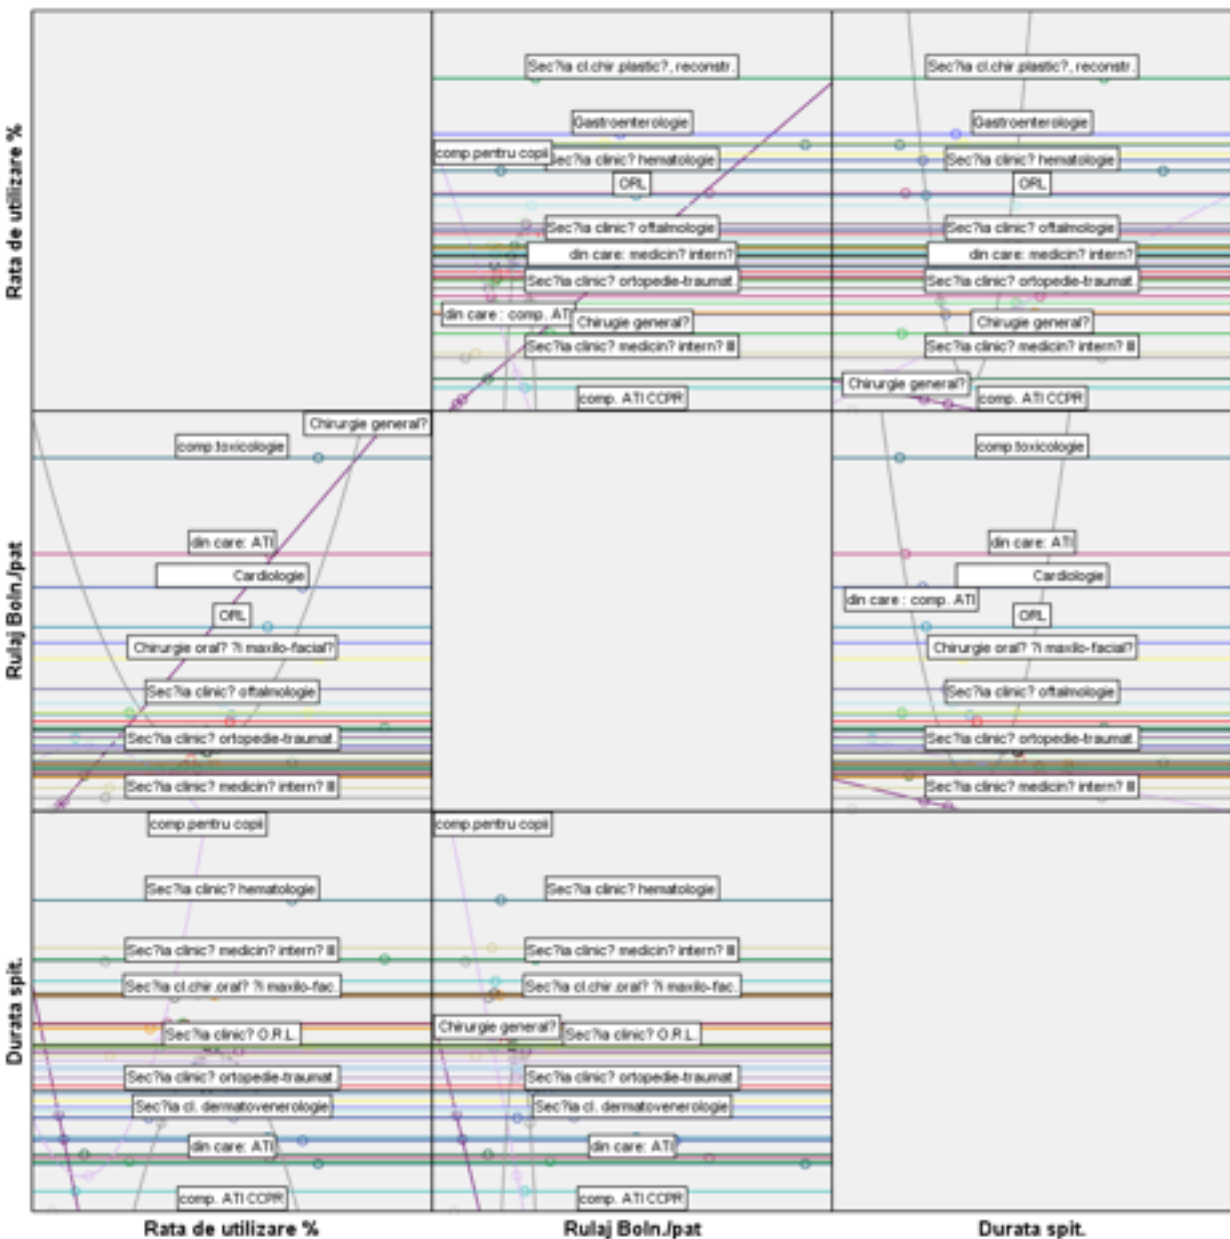 Rata de utilizare %
Sec?ia cl.chir.plastic?, reconstr.
Gastroenterologie
comp.pentru copii
Sec?ia clinic? hematologie
ORL
Sec?ia clinic? oftalmologie
din care: medicin? intern?
Sec?ia clinic? ortopedie-traumat.
din care : comp. ATI
Chirugie general?
Sec?ia clinic? medicin? intern? III
comp. ATI CCPR
Sec?ia cl.chir.plastic?, reconstr.
Gastroenterologie
Sec?ia clinic? hematologie
ORL
Sec?ia clinic? oftalmologie
din care: medicin? intern?
Sec?ia clinic? ortopedie-traumat.
Chirugie general?
Sec?ia clinic? medicin? intern? III
Chirurgie general?
comp. ATI CCPR
Rulaj Boln./pat
Chirurgie general?
comp.toxicologie
din care: ATI
Cardiologie
ORL
Chirurgie oral? ?i maxilo-facial?
Sec?ia clinic? oftalmologie
Sec?ia clinic? ortopedie-traumat.
Sec?ia clinic? medicin? intern? III
comp.toxicologie
din care: ATI
Cardiologie
din care : comp. ATI
ORL
Chirurgie oral? ?i maxilo-facial?
Sec?ia clinic? oftalmologie
Sec?ia clinic? ortopedie-traumat.
Sec?ia clinic? medicin? intern? III
Durata spit.
comp.pentru copii
Sec?ia clinic? hematologie
Sec?ia clinic? medicin? intern? III
Sec?ia cl.chir.oral? ?i maxilo-fac.
Sec?ia clinic? O.R.L.
Sec?ia clinic? ortopedie-traumat.
Sec?ia cl. dermatovenerologie
din care: ATI
comp. ATI CCPR
comp.pentru copii
Sec?ia clinic? hematologie
Sec?ia clinic? medicin? intern? III
Sec?ia cl.chir.oral? ?i maxilo-fac.
Chirurgie general?
Sec?ia clinic? O.R.L.
Sec?ia clinic? ortopedie-traumat.
Sec?ia cl. dermatovenerologie
din care: ATI
comp. ATI CCPR
Rata de utilizare %
Rulaj Boln./pat
Durata spit.